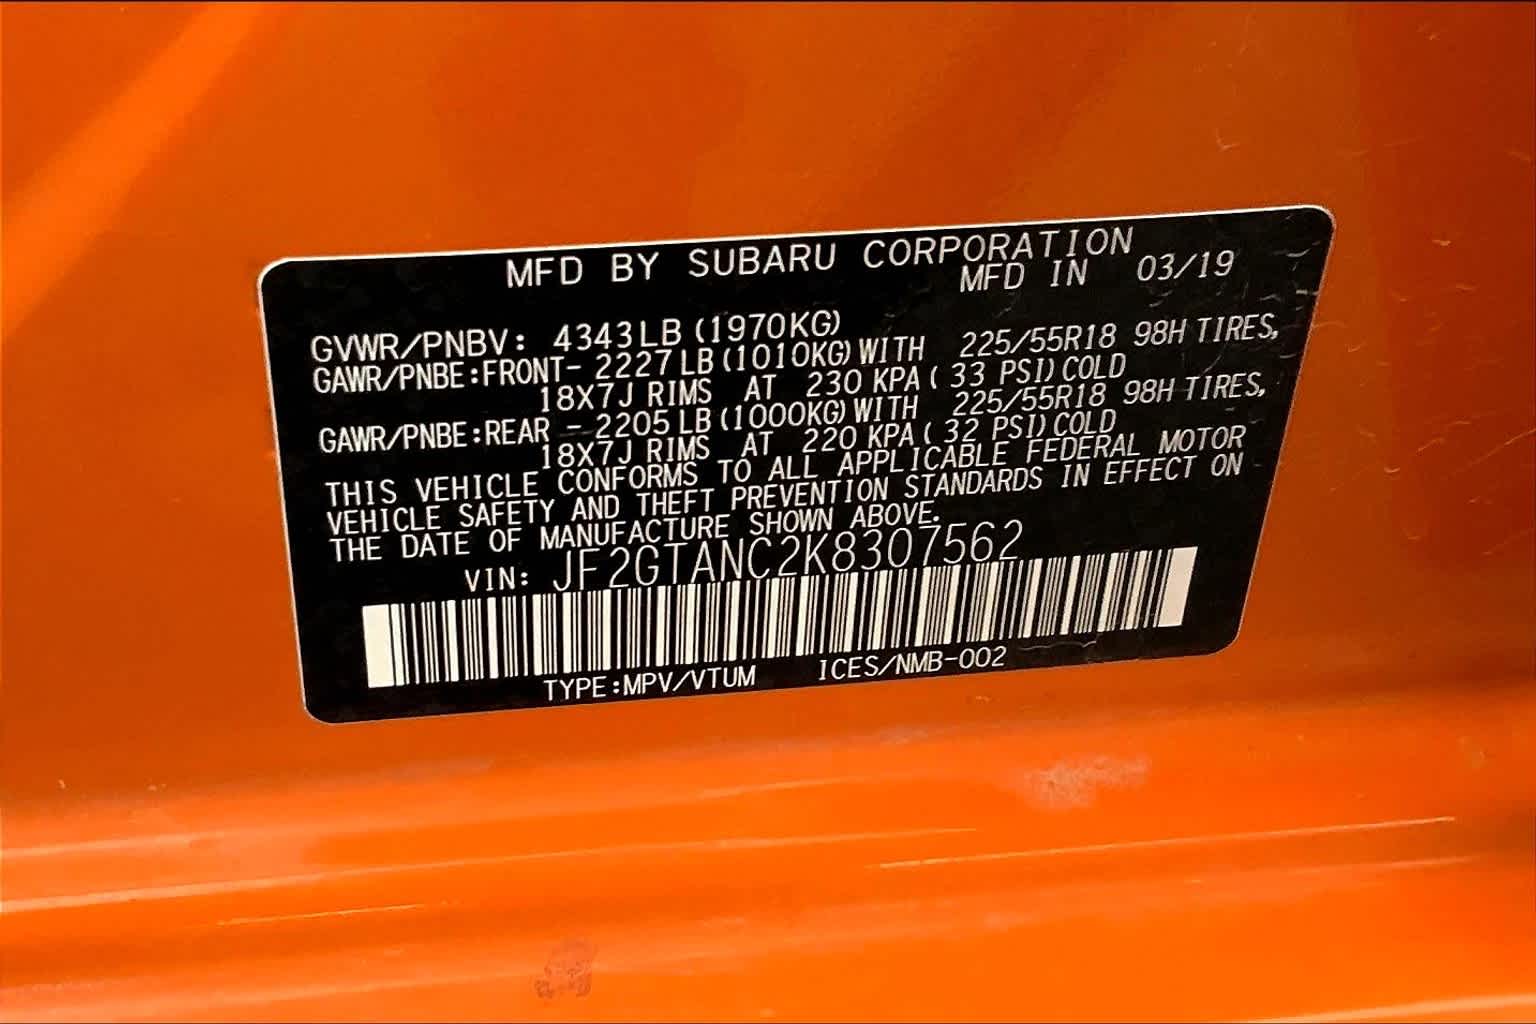 MFD BY SUBARU CORPORATION
MFD IN 03/19
GVWR/PNBV: 4343LB (1970KG)
GAWR/PNBE:FRONT- 2227LB (1010KG) WITH 225/55R18 98H TIRES,
18X7J RIMS AT 230 KPA ( 33 PSI) COLD
GAWR/PNBE:REAR - 2205LB (1000KG) WITH 225/55R18 98H TIRES,
18X7J RIMS AT 220 KPA ( 32 PSI) COLD
THIS VEHICLE CONFORMS TO ALL APPLICABLE FEDERAL MOTOR
VEHICLE SAFETY AND THEFT PREVENTION STANDARDS IN EFFECT ON
THE DATE OF MANUFACTURE SHOWN ABOVE.
VIN: JF2GTANC2K8307562
TYPE:MPV/VTUM ICES/NMB-002